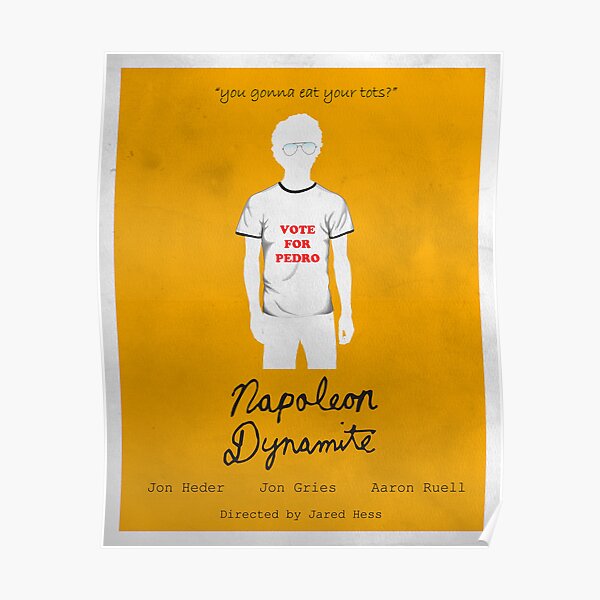 “you gonna eat your tots?”
VOTE
FOR
PEDRO
Napoleon
Dynamite
Jon Heder Jon Gries Aaron Ruell
Directed by Jared Hess